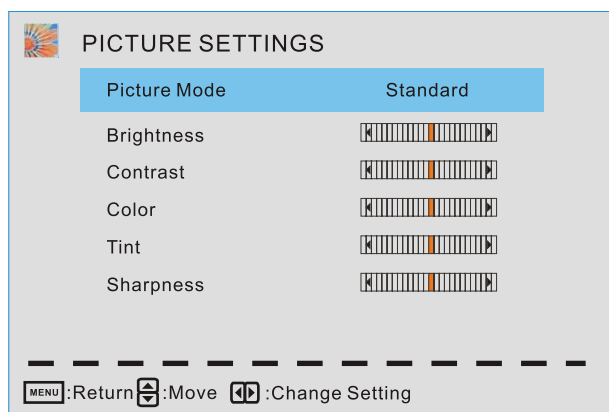 PICTURE SETTINGS
Picture Mode Standard
Brightness
Contrast
Color
Tint
Sharpness
MENU :Return :Move :Change Setting